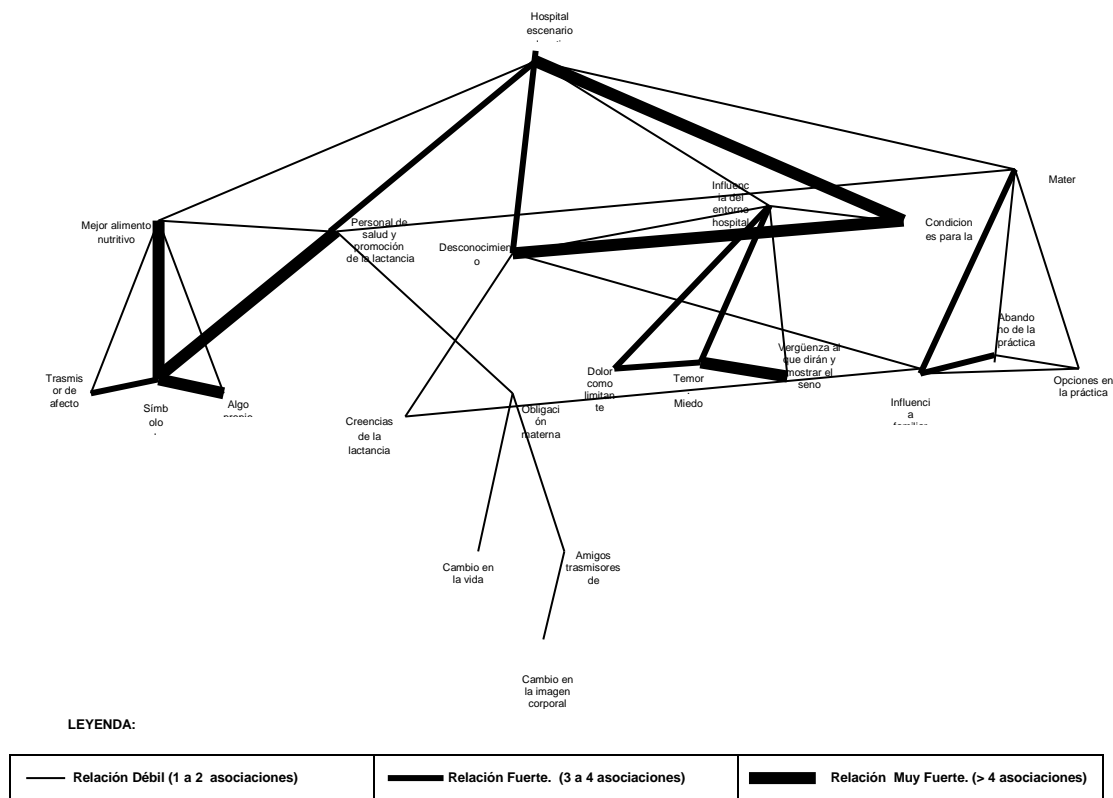 Hospital
escenario
Mater
Influenc
ia del
entorno
hospital
Mejor alimento
nutritivo
Personal de
salud y
promoción
de la lactancia
Desconocimien
o
Condicion
es para la
Abando
no de la
práctica
Vergüenza al
que dirán y
mostrar el
seno
Trasmis
or de afecto
Símb
olo
Algo
Dolor
como
limitan
te
Temor
Miedo
Opciones en
la práctica
Influenci
a
Creencias
de la
lactancia
Obligaci
ón
materna
Cambio en
la vida
Amigos
trasmisores
de
Cambio en
la imagen
corporal
LEYENDA:
Relación Débil (1 a 2 asociaciones)
Relación Fuerte. (3 a 4 asociaciones)
Relación Muy Fuerte. (> 4 asociaciones)